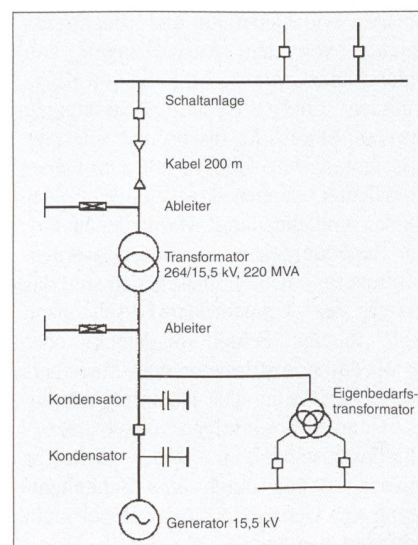 Schaltanlage
Kabel 200 m
Ableiter
Transformator
264/15,5 kV, 220 MVA
Ableiter
Kondensator
Eigenbedarfs-
transformator
Kondensator
Generator 15,5 kV